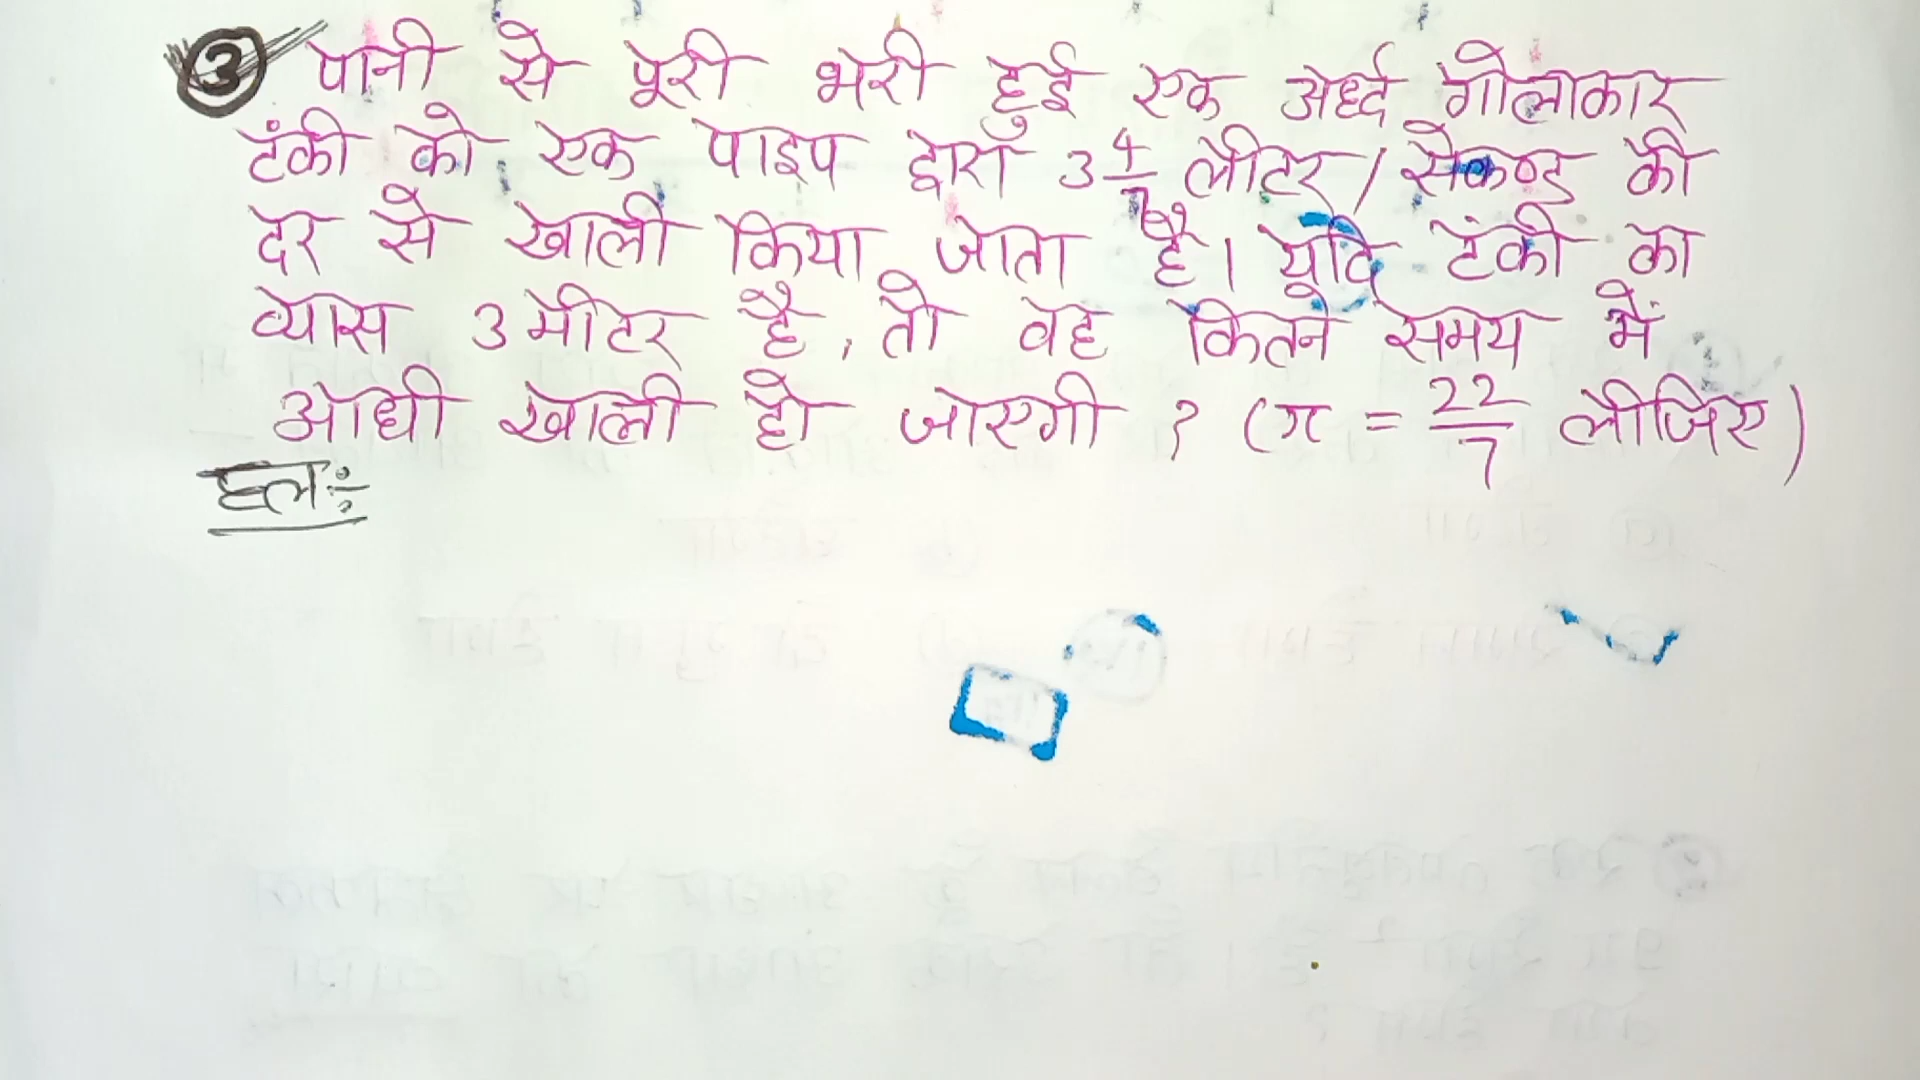 ③ पानी से पूरी भरी हुई एक अर्ध्द गोलाकार
टंकी को एक पाइप द्वारा 3 4/7 लीटर / सेकण्ड की
दर से खाली किया जाता है। यदि टंकी का
व्यास 3 मीटर है, तो वह कितने समय में
आधी खाली हो जाएगी ? (π = 22/7 लीजिए)
हल:-